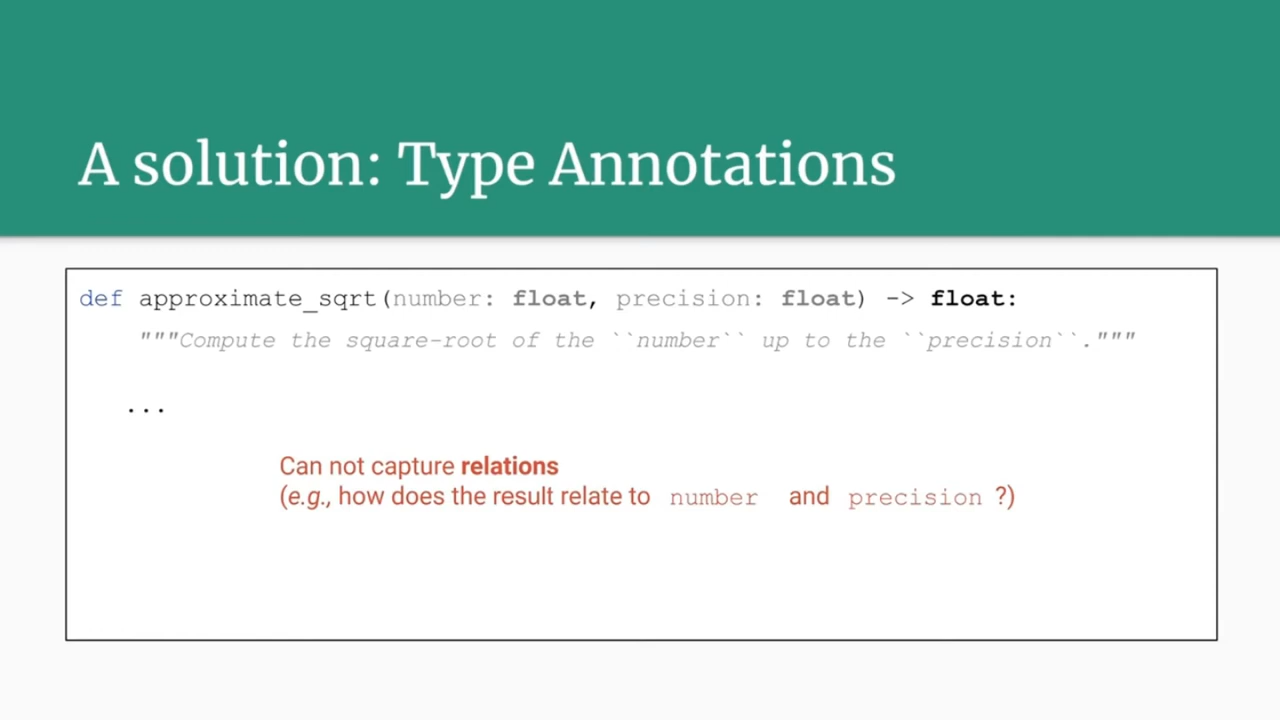 A solution: Type Annotations
def approximate_sqrt(number: float, precision: float) -> float:
"""Compute the square-root of the ``number`` up to the ``precision``."""
...
Can not capture relations
(e.g., how does the result relate to number and precision ?)